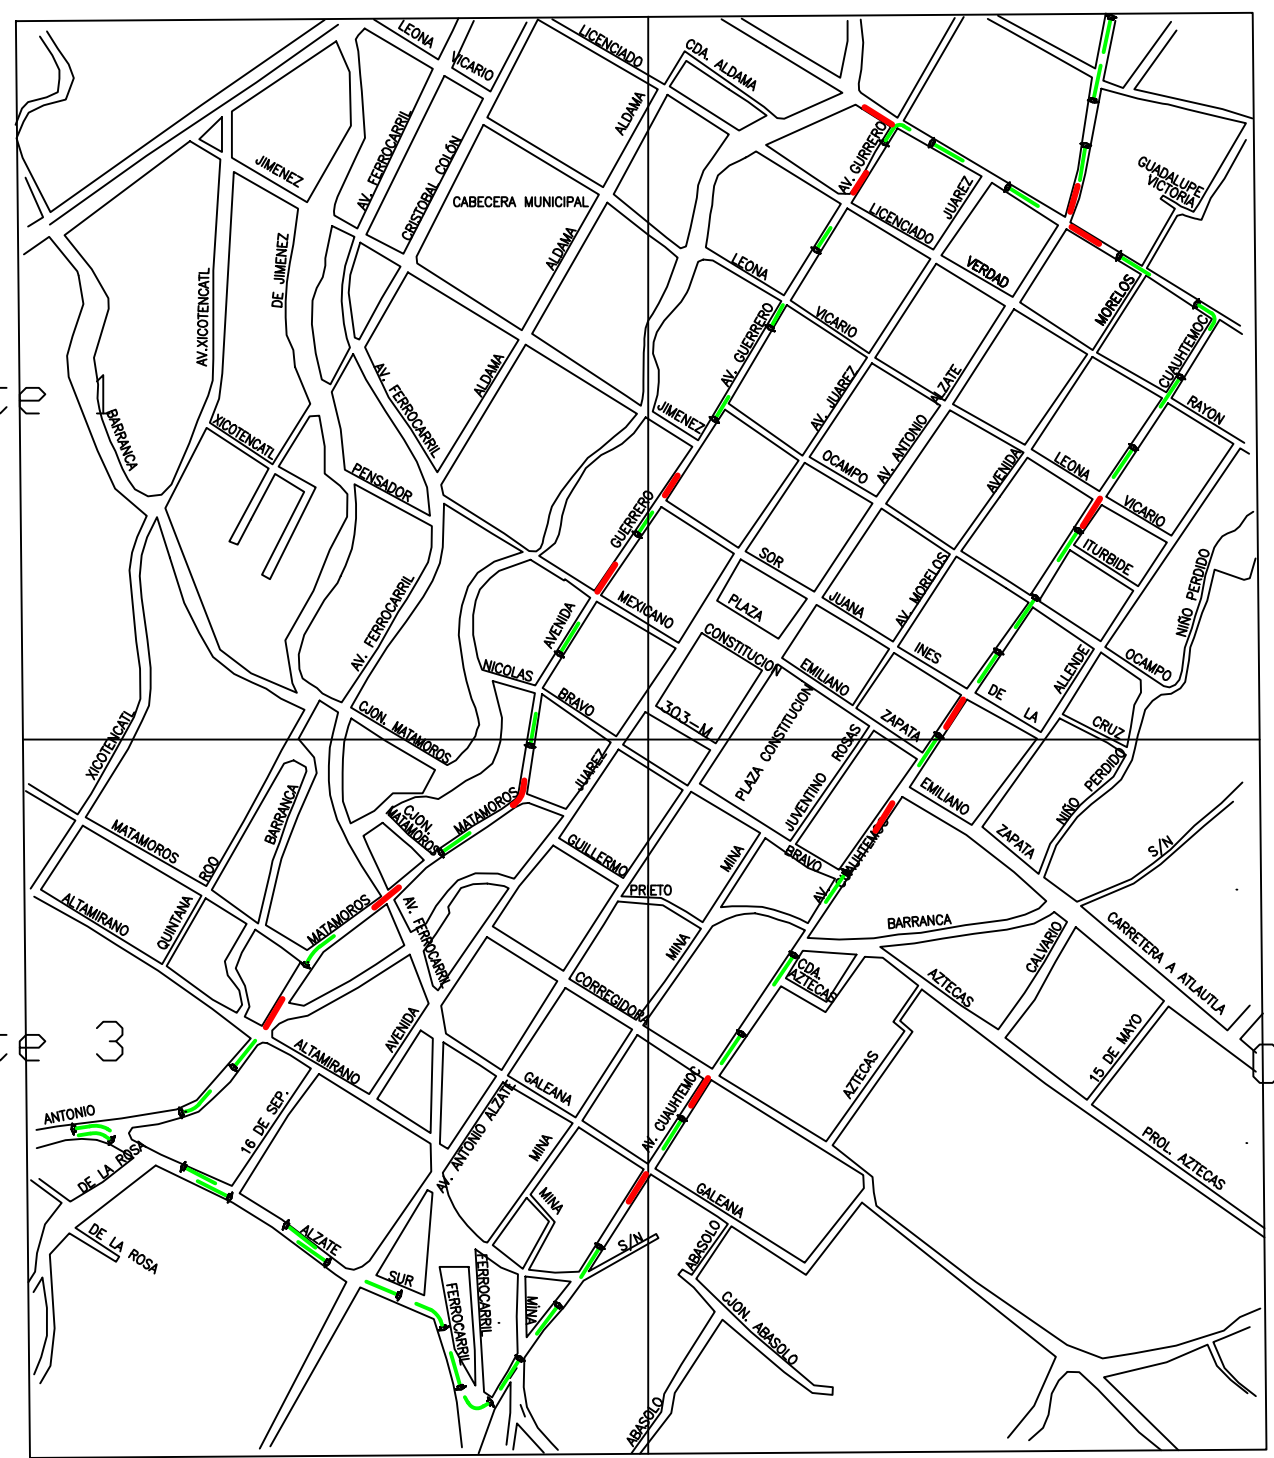 LEONA
VICARIO
LICENCIADO
CDA. ALDAMA
ALDAMA
AV. FERROCARRIL
CRISTOBAL COLÓN
JIMENEZ
CABECERA MUNICIPAL
AV. GURRERO
JUAREZ
GUADALUPE
VICTORIA
LICENCIADO
VERDAD
ALDAMA
DE JIMENEZ
AV.XICOTENCATL
LEONA
VICARIO
MORELOS
AV. GUERRERO
CUAUHTEMOC
ALDAMA
AV. FERROCARRIL
AV. JUAREZ
ALZATE
RAYON
1
BARRANCA
XICOTENCATL
JIMENEZ
PENSADOR
OCAMPO
AV. ANTONIO
AVENIDA
LEONA
VICARIO
GUERRERO
ITURBIDE
SOR
JUANA
INES
DE
LA
CRUZ
AV. MORELOS
NIÑO PERDIDO
MEXICANO
AVENIDA
PLAZA
CONSTITUCION
AV. FERROCARRIL
NICOLAS
BRAVO
EMILIANO
ZAPATA
ALLENDE
OCAMPO
303-M
PLAZA CONSTITUCION
CJON. MATAMOROS
XICOTENCATL
JUAREZ
JUVENTINO
ROSAS
NIÑO
PERDIDO
EMILIANO
ZAPATA
BARRANCA
CJON.
MATAMOROS
MATAMOROS
MATAMOROS
ROO
QUINTANA
ALTAMIRANO
GUILLERMO
PRIETO
MINA
BRAVO
AV.
CUAUHTEMOC
S/N
MATAMOROS
AV. FERROCARRIL
MINA
BARRANCA
CALVARIO
CARRETERA A ATLAUTLA
CDA.
AZTECAS
AZTECAS
CORREGIDORA
3
AVENIDA
ALTAMIRANO
GALEANA
AV. ANTONIO ALZATE
AV. CUAUHTEMOC
AZTECAS
15 DE MAYO
ANTONIO
16 DE SEP.
DE LA ROSA
MINA
MINA
GALEANA
PROL. AZTECAS
DE LA ROSA
ALZATE
SUR
S/N
ABASOLO
FERROCARRIL
FERROCARRIL
MINA
CJON. ABASOLO
ABASOLO